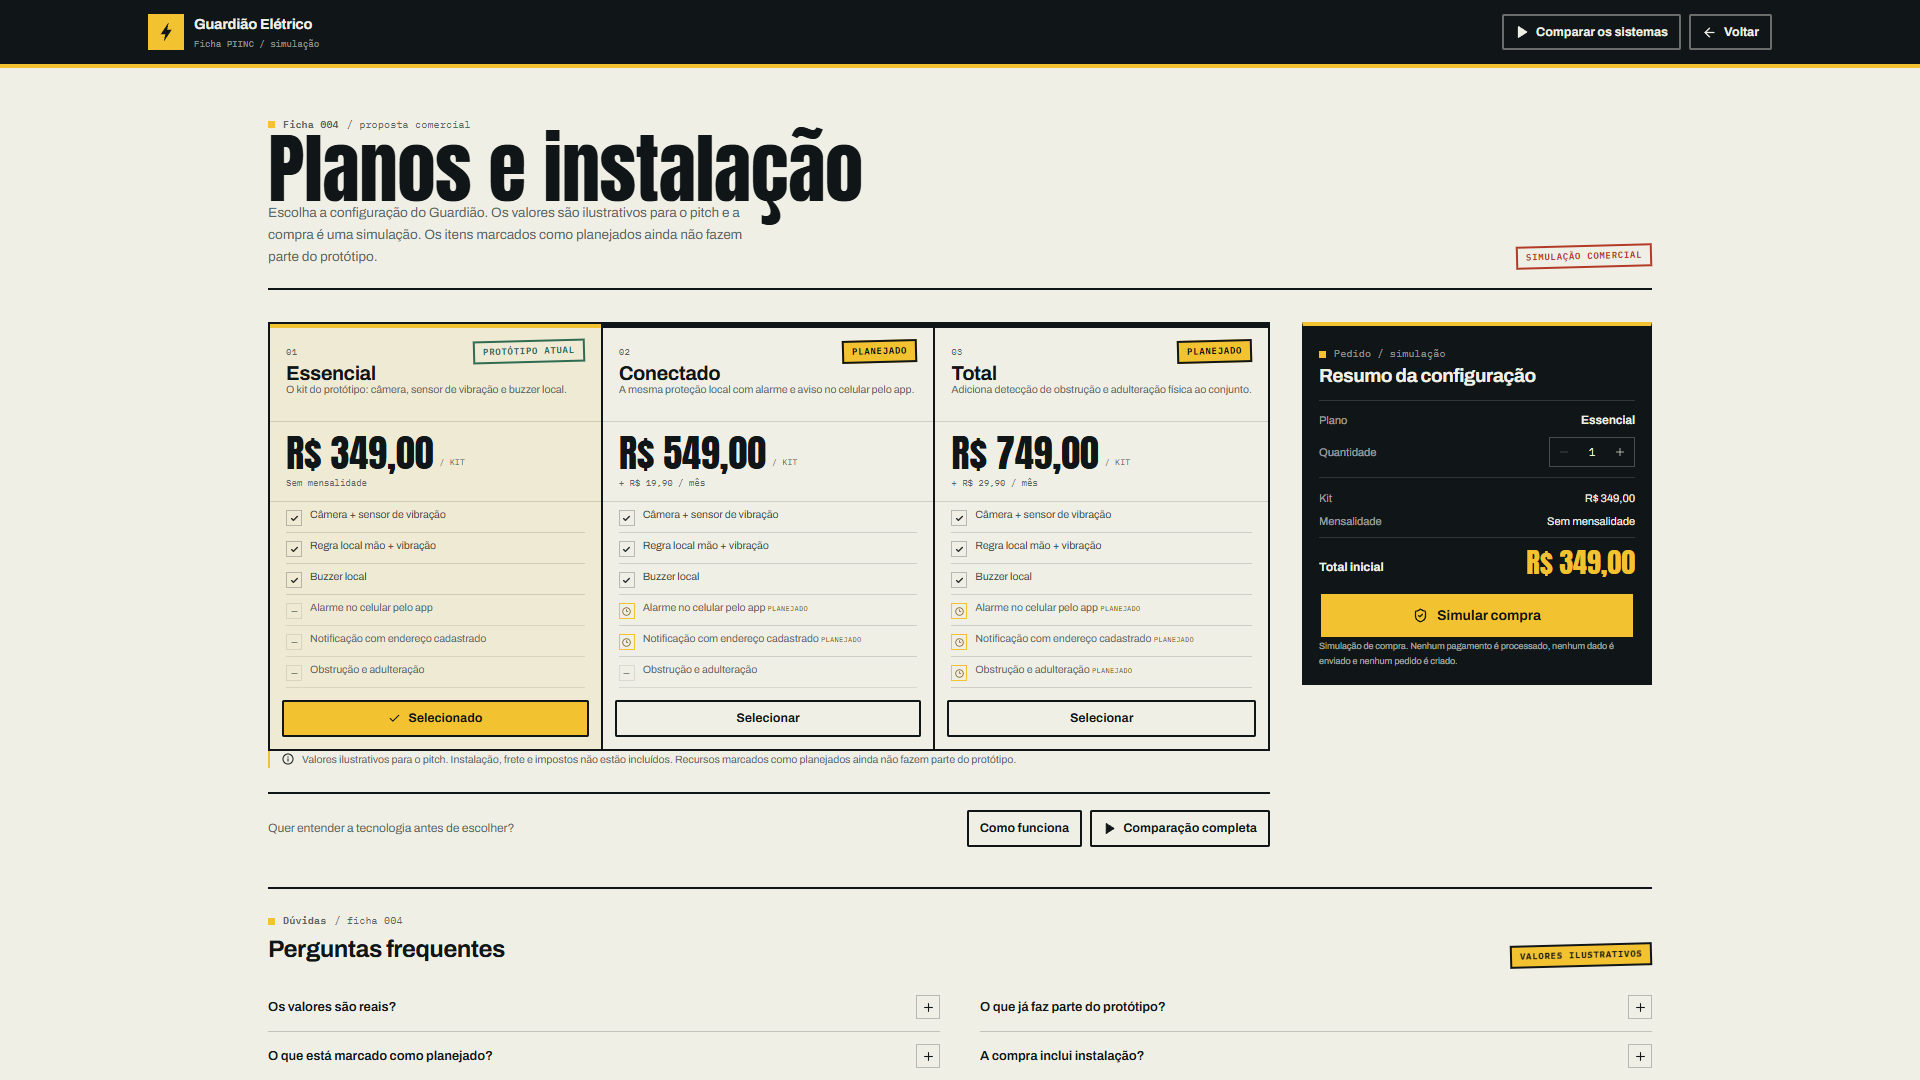 Guardião Elétrico
Ficha PIINC / simulação
Comparar os sistemas
Voltar
Ficha 004 / proposta comercial
Planos e instalação
Escolha a configuração do Guardião. Os valores são ilustrativos para o pitch e a
compra é uma simulação. Os itens marcados como planejados ainda não fazem
parte do protótipo.
SIMULAÇÃO COMERCIAL
01
PROTÓTIPO ATUAL
Essencial
O kit do protótipo: câmera, sensor de vibração e buzzer local.
R$ 349,00 / KIT
Sem mensalidade
Câmera + sensor de vibração
Regra local mão + vibração
Buzzer local
Alarme no celular pelo app
Notificação com endereço cadastrado
Obstrução e adulteração
Selecionado
02
PLANEJADO
Conectado
A mesma proteção local com alarme e aviso no celular pelo app.
R$ 549,00 / KIT
+ R$ 19,90 / mês
Câmera + sensor de vibração
Regra local mão + vibração
Buzzer local
Alarme no celular pelo app PLANEJADO
Notificação com endereço cadastrado PLANEJADO
Obstrução e adulteração
Selecionar
03
PLANEJADO
Total
Adiciona detecção de obstrução e adulteração física ao conjunto.
R$ 749,00 / KIT
+ R$ 29,90 / mês
Câmera + sensor de vibração
Regra local mão + vibração
Buzzer local
Alarme no celular pelo app PLANEJADO
Notificação com endereço cadastrado PLANEJADO
Obstrução e adulteração PLANEJADO
Selecionar
Pedido / simulação
Resumo da configuração
Plano Essencial
Quantidade − 1 +
Kit R$ 349,00
Mensalidade Sem mensalidade
Total inicial R$ 349,00
Simular compra
Simulação de compra. Nenhum pagamento é processado, nenhum dado é
enviado e nenhum pedido é criado.
Valores ilustrativos para o pitch. Instalação, frete e impostos não estão incluídos. Recursos marcados como planejados ainda não fazem parte do protótipo.
Quer entender a tecnologia antes de escolher?
Como funciona
Comparação completa
Dúvidas / ficha 004
Perguntas frequentes
VALORES ILUSTRATIVOS
Os valores são reais?
O que já faz parte do protótipo?
O que está marcado como planejado?
A compra inclui instalação?